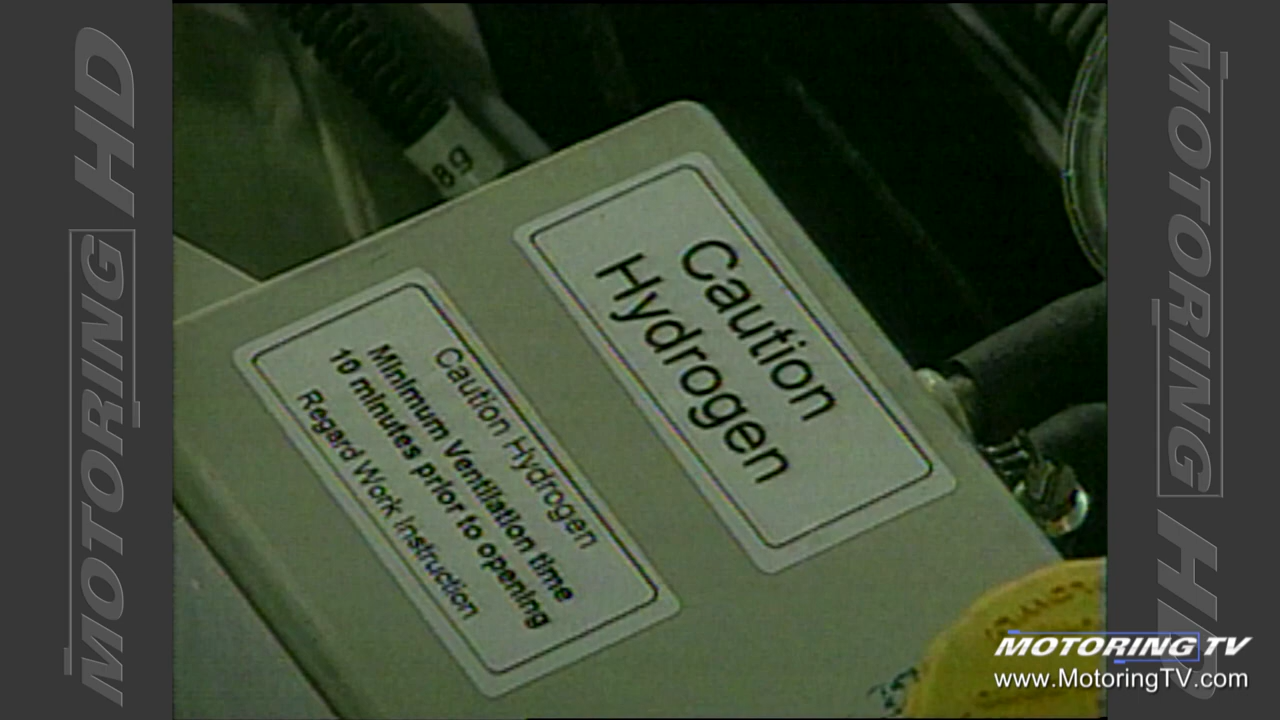 MOTORING HD
89
Caution
Hydrogen
Caution Hydrogen
Minimum Ventilation time
10 minutes prior to opening
Regard Work Instruction
MOTORING HD
MOTORING TV
www.MotoringTV.com